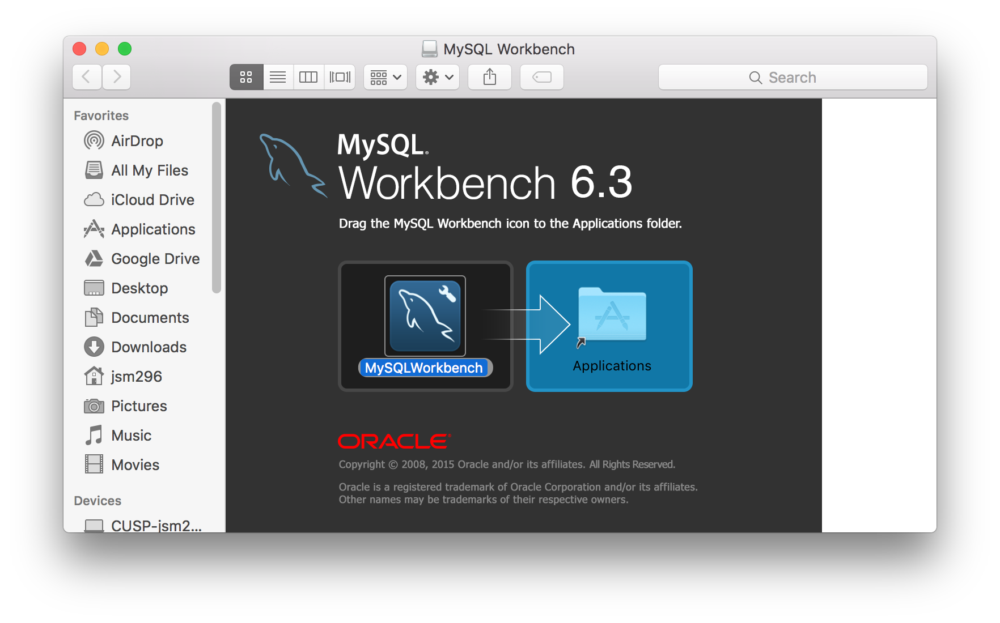 MySQL Workbench
Search
Favorites
AirDrop
All My Files
iCloud Drive
Applications
Google Drive
Desktop
Documents
Downloads
jsm296
Pictures
Music
Movies
Devices
CUSP-jsm2...
MySQL®
Workbench 6.3
Drag the MySQL Workbench icon to the Applications folder.
MySQLWorkbench
Applications
ORACLE®
Copyright © 2008, 2015 Oracle and/or its affiliates. All Rights Reserved.
Oracle is a registered trademark of Oracle Corporation and/or its affiliates.
Other names may be trademarks of their respective owners.